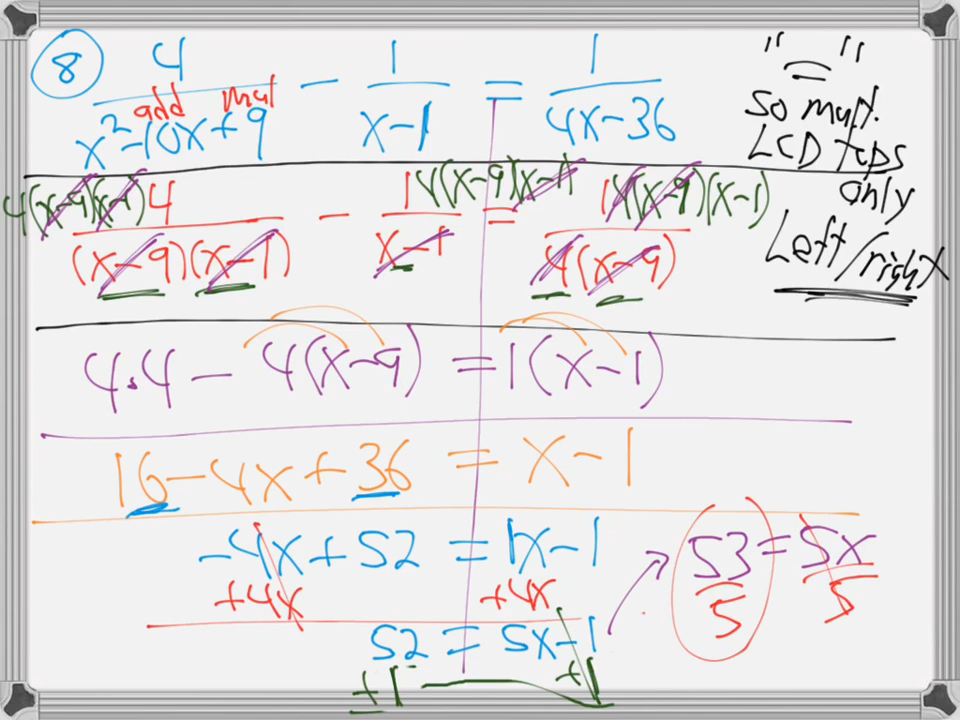 8
4/(x²-10x+9) - 1/(x-1) = 1/(4x-36)
add mul
"="
So mult.
LCD tops
only
Left/right
4(x-9)(x-1)4/((x-9)(x-1)) - 1 4(x-9)(x-1)/(x-1) = 1 4(x-9)(x-1)/(4(x-9))
4·4 - 4(x-9) = 1(x-1)
16-4x+36 = x-1
-4x+52 = 1x-1
+4x +4x
52 = 5x-1
+1 +1
53/5 = 5x/5